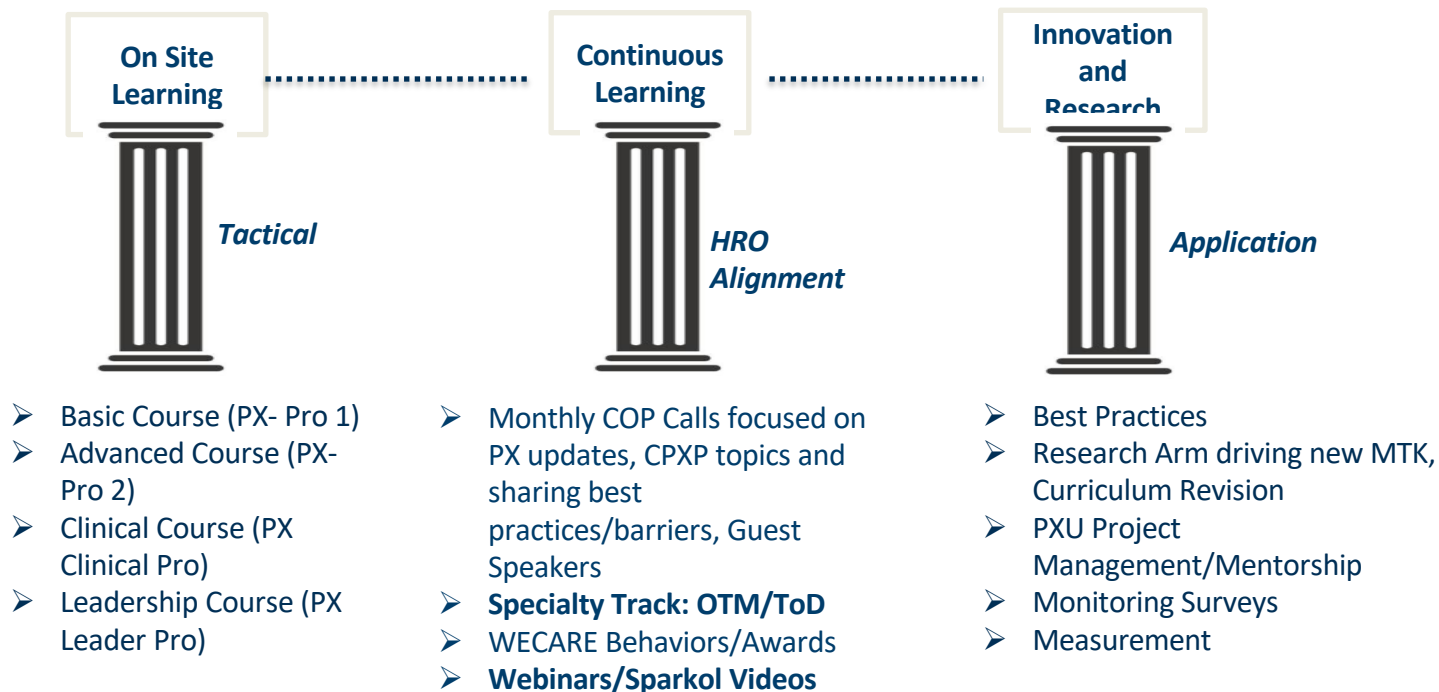 On Site
Learning
Continuous
Learning
Innovation
and
Research
Tactical
HRO
Alignment
Application
➢ Basic Course (PX- Pro 1)
➢ Advanced Course (PX-
Pro 2)
➢ Clinical Course (PX
Clinical Pro)
➢ Leadership Course (PX
Leader Pro)
➢ Monthly COP Calls focused on
PX updates, CPXP topics and
sharing best
practices/barriers, Guest
Speakers
➢ Specialty Track: OTM/ToD
➢ WECARE Behaviors/Awards
➢ Webinars/Sparkol Videos
➢ Best Practices
➢ Research Arm driving new MTK,
Curriculum Revision
➢ PXU Project
Management/Mentorship
➢ Monitoring Surveys
➢ Measurement